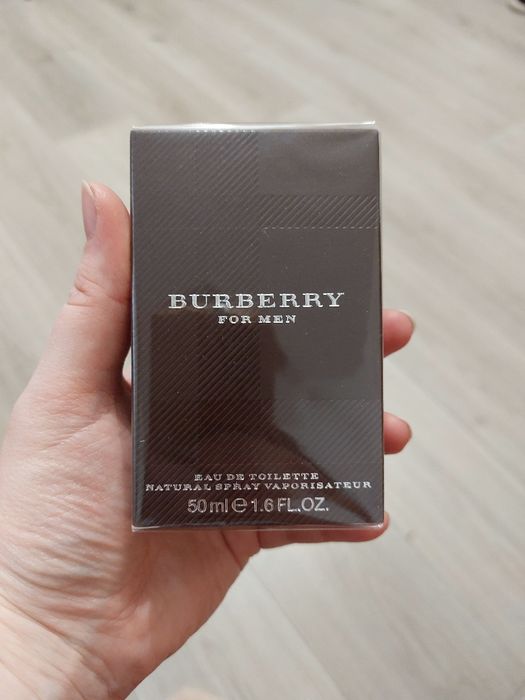 BURBERRY
FOR MEN
EAU DE TOILETTE
NATURAL SPRAY VAPORISATEUR
50 ml ℮ 1.6 FL.OZ.